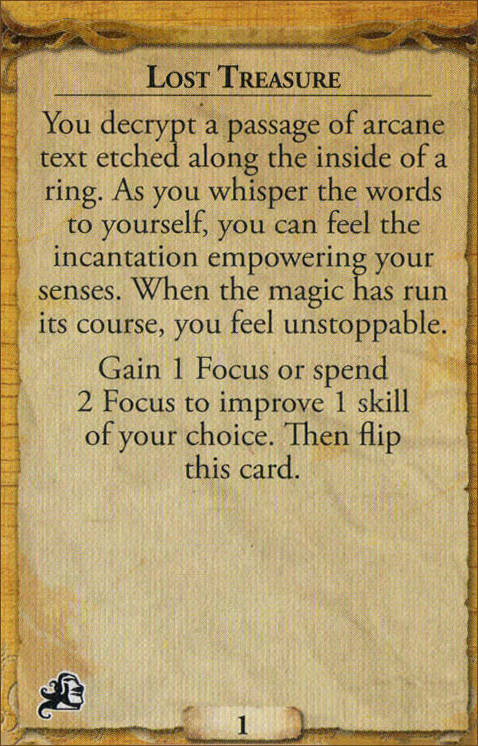 LOST TREASURE
You decrypt a passage of arcane
text etched along the inside of a
ring. As you whisper the words
to yourself, you can feel the
incantation empowering your
senses. When the magic has run
its course, you feel unstoppable.
Gain 1 Focus or spend
2 Focus to improve 1 skill
of your choice. Then flip
this card.
1